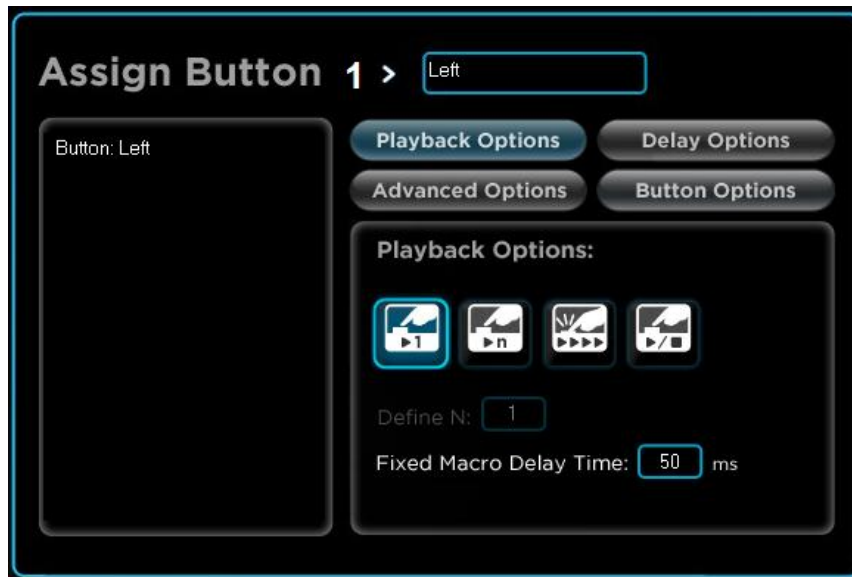 Assign Button 1 > Left
Button: Left
Playback Options Delay Options
Advanced Options Button Options
Playback Options:
1 n
Define N: 1
Fixed Macro Delay Time: 50 ms